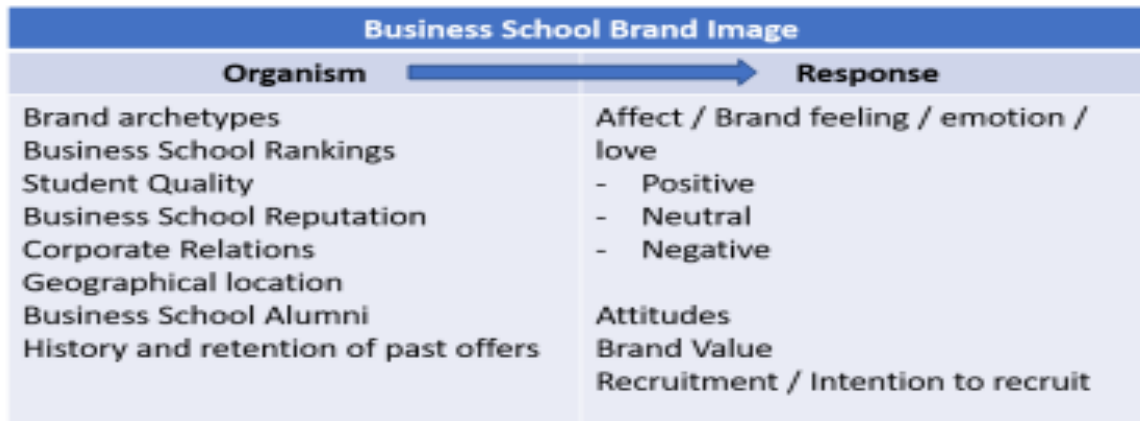 Business School Brand Image
Organism
Response
Brand archetypes
Business School Rankings
Student Quality
Business School Reputation
Corporate Relations
Geographical location
Business School Alumni
History and retention of past offers
Affect / Brand feeling / emotion /
love
- Positive
- Neutral
- Negative
Attitudes
Brand Value
Recruitment / Intention to recruit